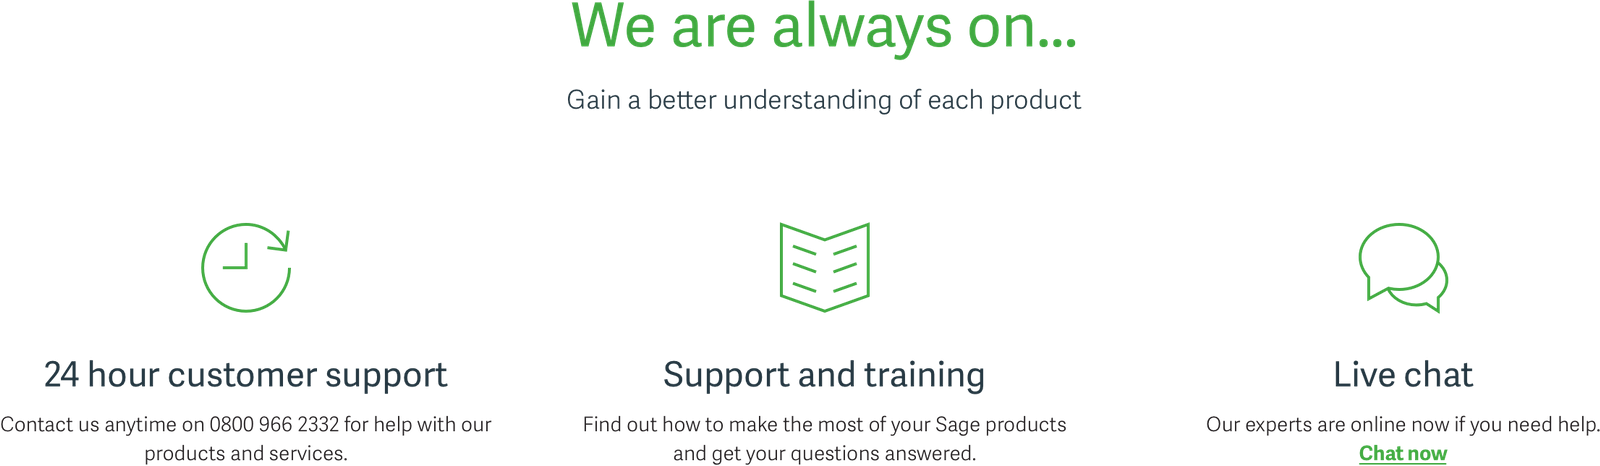 We are always on...
Gain a better understanding of each product
24 hour customer support
Contact us anytime on 0800 966 2332 for help with our
products and services.
Support and training
Find out how to make the most of your Sage products
and get your questions answered.
Live chat
Our experts are online now if you need help.
Chat now